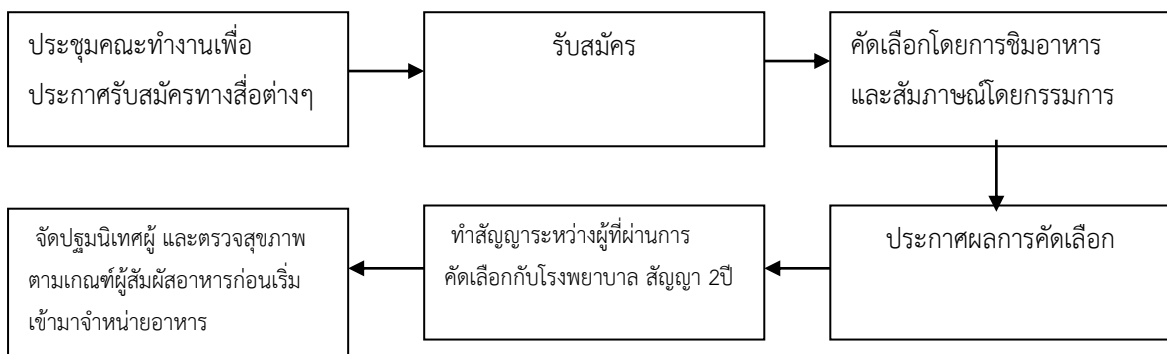 ประชุมคณะทำงานเพื่อ
ประกาศรับสมัครทางสื่อต่างๆ
รับสมัคร
คัดเลือกโดยการชิมอาหาร
และสัมภาษณ์โดยกรรมการ
ประกาศผลการคัดเลือก
ทำสัญญาระหว่างผู้ที่ผ่านการ
คัดเลือกกับโรงพยาบาล สัญญา 2ปี
จัดปฐมนิเทศผู้ และตรวจสุขภาพ
ตามเกณฑ์ผู้สัมผัสอาหารก่อนเริ่ม
เข้ามาจำหน่ายอาหาร